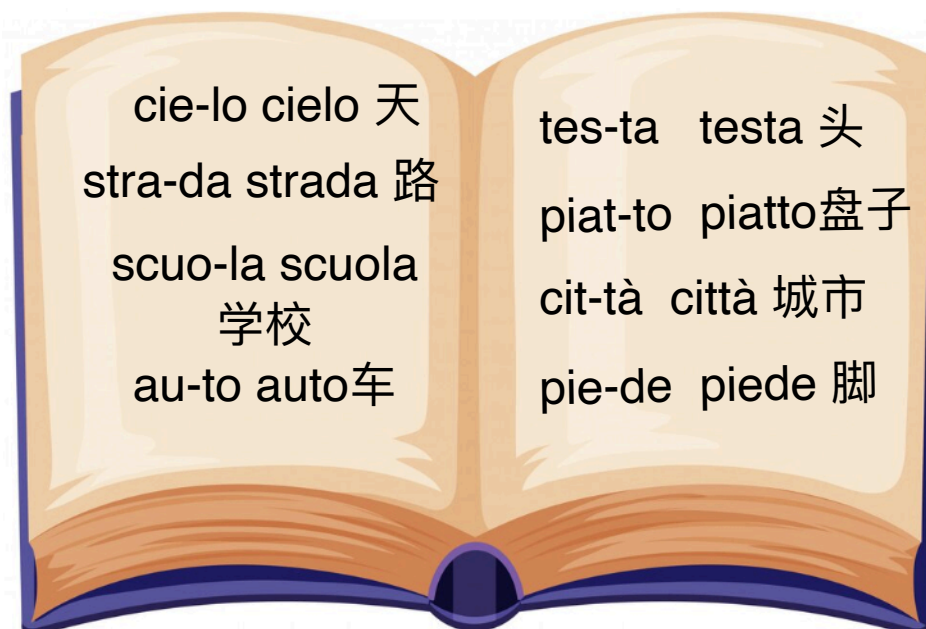 cie-lo cielo 天
stra-da strada 路
scuo-la scuola
学校
au-to auto车
tes-ta testa 头
piat-to piatto盘子
cit-tà città 城市
pie-de piede 脚